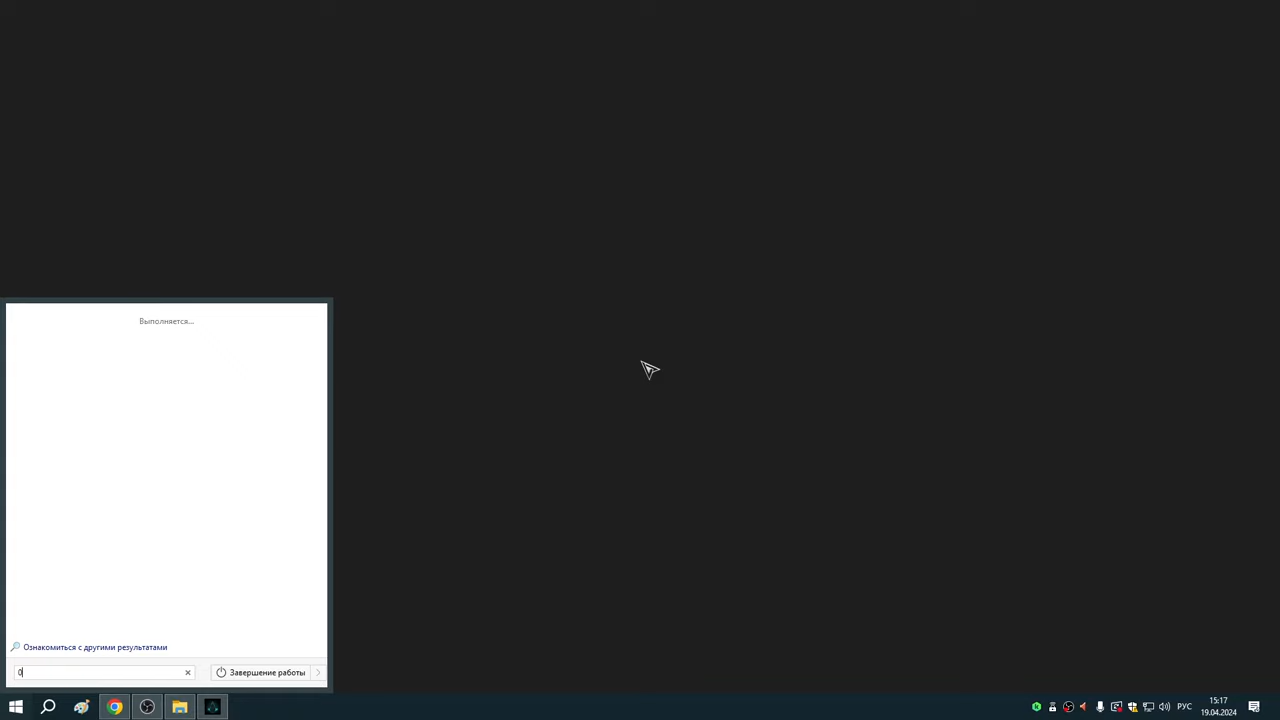 Выполняется...
Ознакомиться с другими результатами
0
Завершение работы
РУС
15:17
19.04.2024